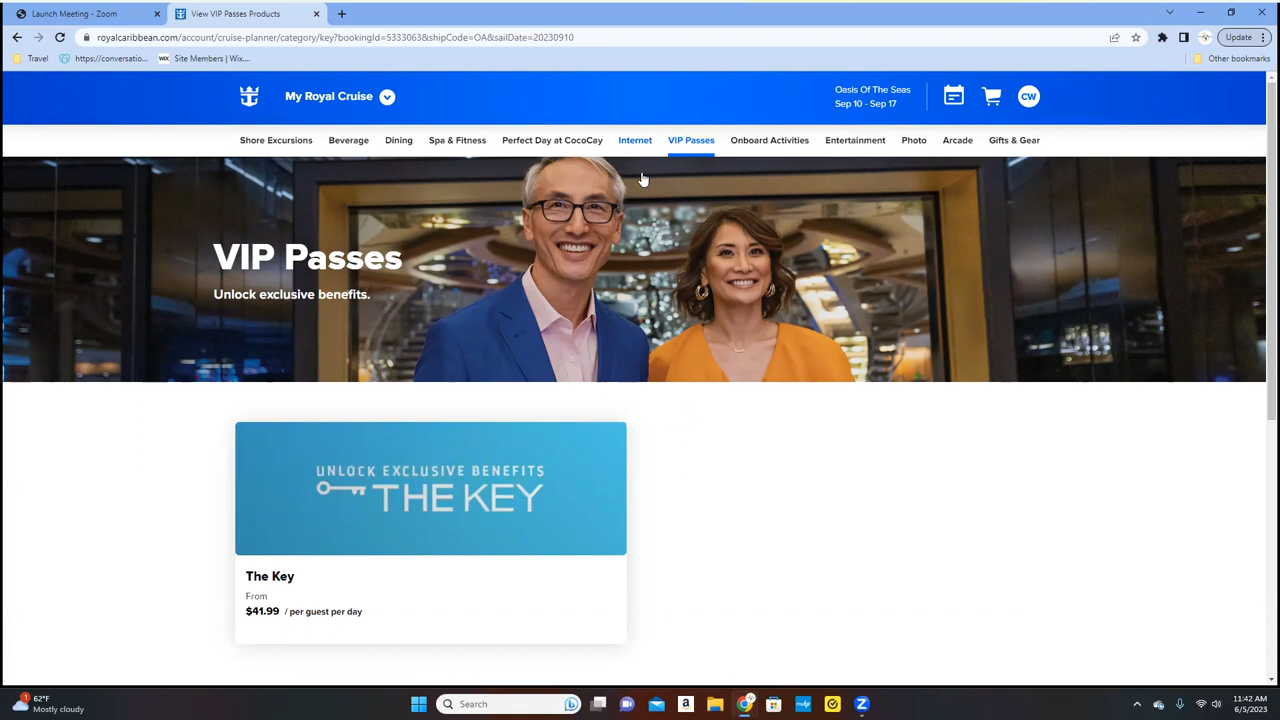 Launch Meeting - Zoom
View VIP Passes Products
royalcaribbean.com/account/cruise-planner/category/key?bookingId=5333063&shipCode=OA&sailDate=20230910
Update
Travel
https://conversatio...
WIX
Site Members | Wix....
Other bookmarks
My Royal Cruise
Oasis Of The Seas
Sep 10 - Sep 17
CW
Shore Excursions
Beverage
Dining
Spa & Fitness
Perfect Day at CocoCay
Internet
VIP Passes
Onboard Activities
Entertainment
Photo
Arcade
Gifts & Gear
VIP Passes
Unlock exclusive benefits.
UNLOCK EXCLUSIVE BENEFITS
THE KEY
The Key
From
$41.99 / per guest per day
1
62°F
Mostly cloudy
Search
11:42 AM
6/5/2023